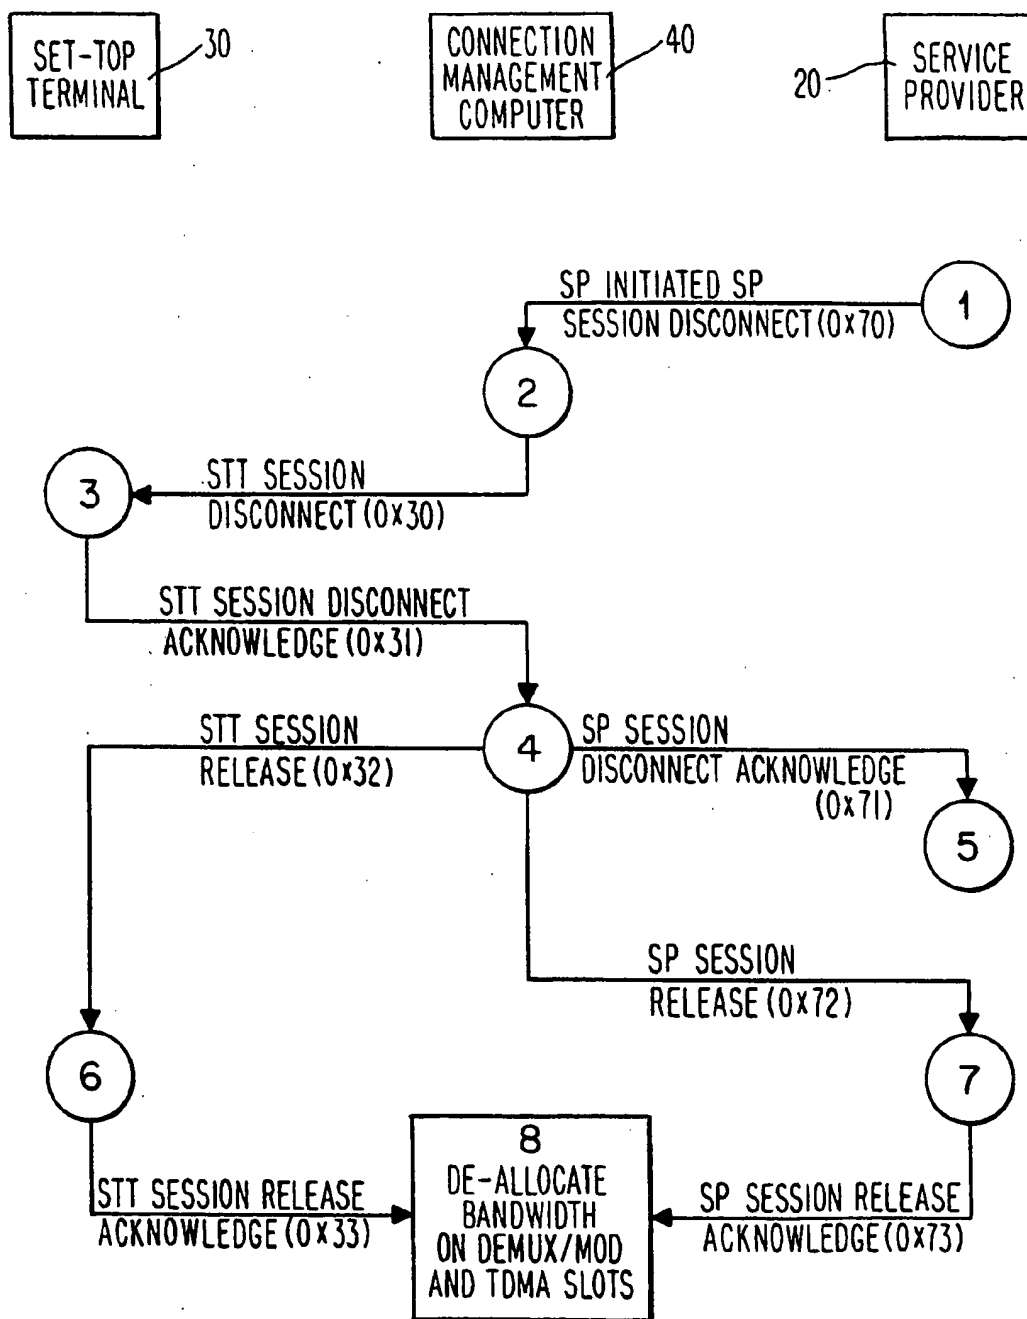 SET-TOP
TERMINAL
30
CONNECTION
MANAGEMENT
COMPUTER
40
20
SERVICE
PROVIDER
SP INITIATED SP
SESSION DISCONNECT (0X70)
1
2
3
STT SESSION
DISCONNECT (0X30)
STT SESSION DISCONNECT
ACKNOWLEDGE (0X31)
STT SESSION
RELEASE (0X32)
4
SP SESSION
DISCONNECT ACKNOWLEDGE
(0X71)
5
SP SESSION
RELEASE (0X72)
6
7
STT SESSION RELEASE
ACKNOWLEDGE (0X33)
8
DE-ALLOCATE
BANDWIDTH
ON DEMUX/MOD
AND TDMA SLOTS
SP SESSION RELEASE
ACKNOWLEDGE (0X73)